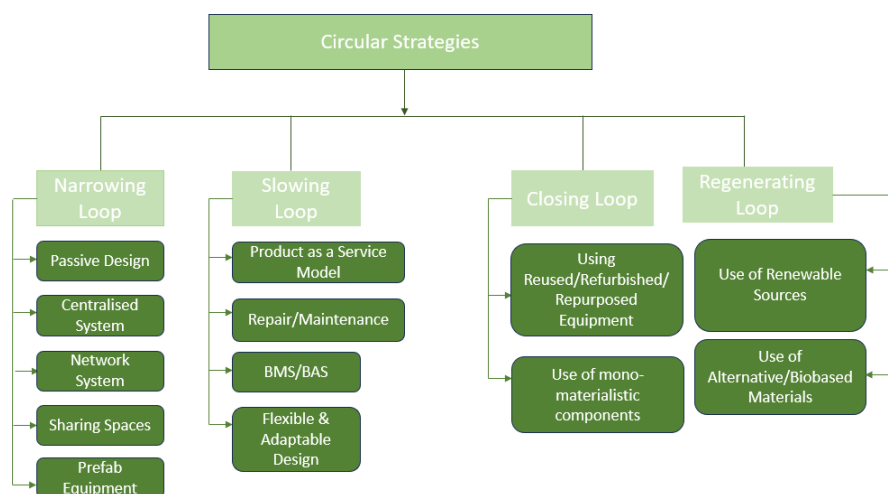 Circular Strategies
Narrowing
Loop
Passive Design
Centralised
System
Network
System
Sharing Spaces
Prefab
Equipment
Slowing
Loop
Product as a Service
Model
Repair/Maintenance
BMS/BAS
Flexible &
Adaptable
Design
Closing Loop
Using
Reused/Refurbished/
Repurposed
Equipment
Use of mono-
materialistic
components
Regenerating
Loop
Use of Renewable
Sources
Use of
Alternative/Biobased
Materials